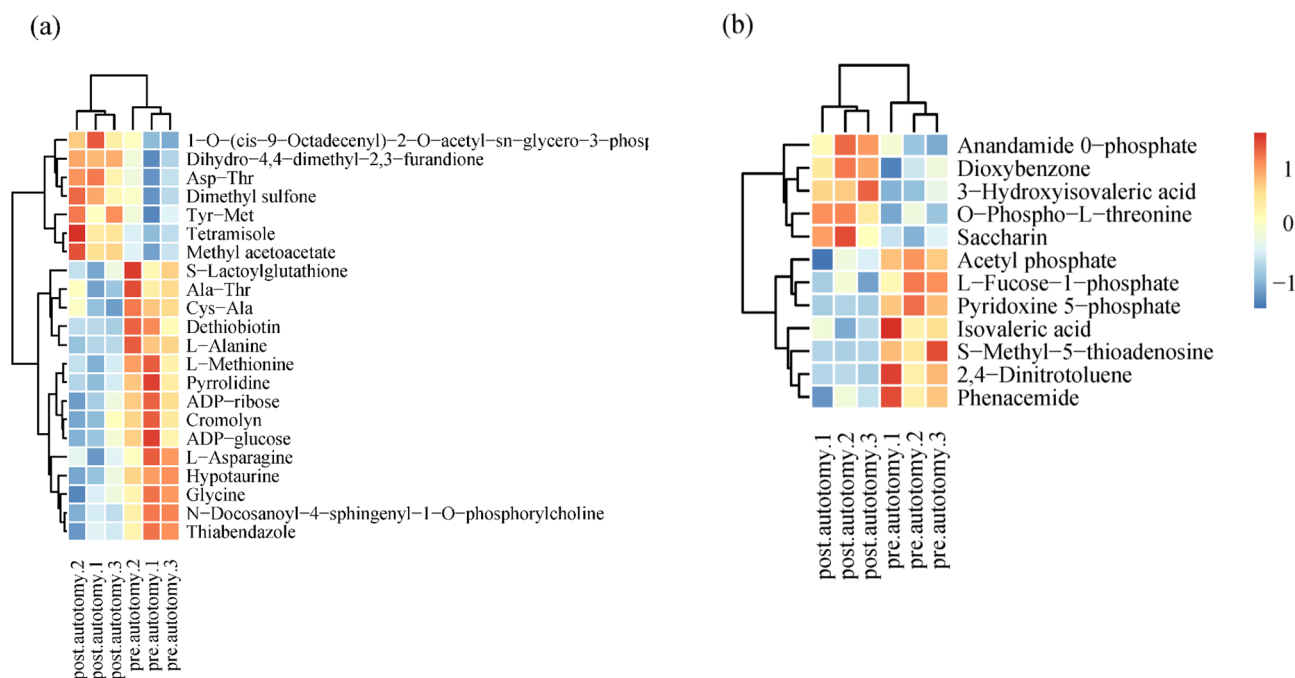 (a)
1−O−(cis−9−Octadecenyl)−2−O−acetyl−sn−glycero−3−phosp
Dihydro−4,4−dimethyl−2,3−furandione
Asp−Thr
Dimethyl sulfone
Tyr−Met
Tetramisole
Methyl acetoacetate
S−Lactoylglutathione
Ala−Thr
Cys−Ala
Dethiobiotin
L−Alanine
L−Methionine
Pyrrolidine
ADP−ribose
Cromolyn
ADP−glucose
L−Asparagine
Hypotaurine
Glycine
N−Docosanoyl−4−sphingenyl−1−O−phosphorylcholine
Thiabendazole
post.autotomy.2
post.autotomy.1
post.autotomy.3
pre.autotomy.2
pre.autotomy.1
pre.autotomy.3
(b)
Anandamide 0−phosphate
Dioxybenzone
3−Hydroxyisovaleric acid
O−Phospho−L−threonine
Saccharin
Acetyl phosphate
L−Fucose−1−phosphate
Pyridoxine 5−phosphate
Isovaleric acid
S−Methyl−5−thioadenosine
2,4−Dinitrotoluene
Phenacemide
post.autotomy.1
post.autotomy.2
post.autotomy.3
pre.autotomy.1
pre.autotomy.2
pre.autotomy.3
1
0
−1